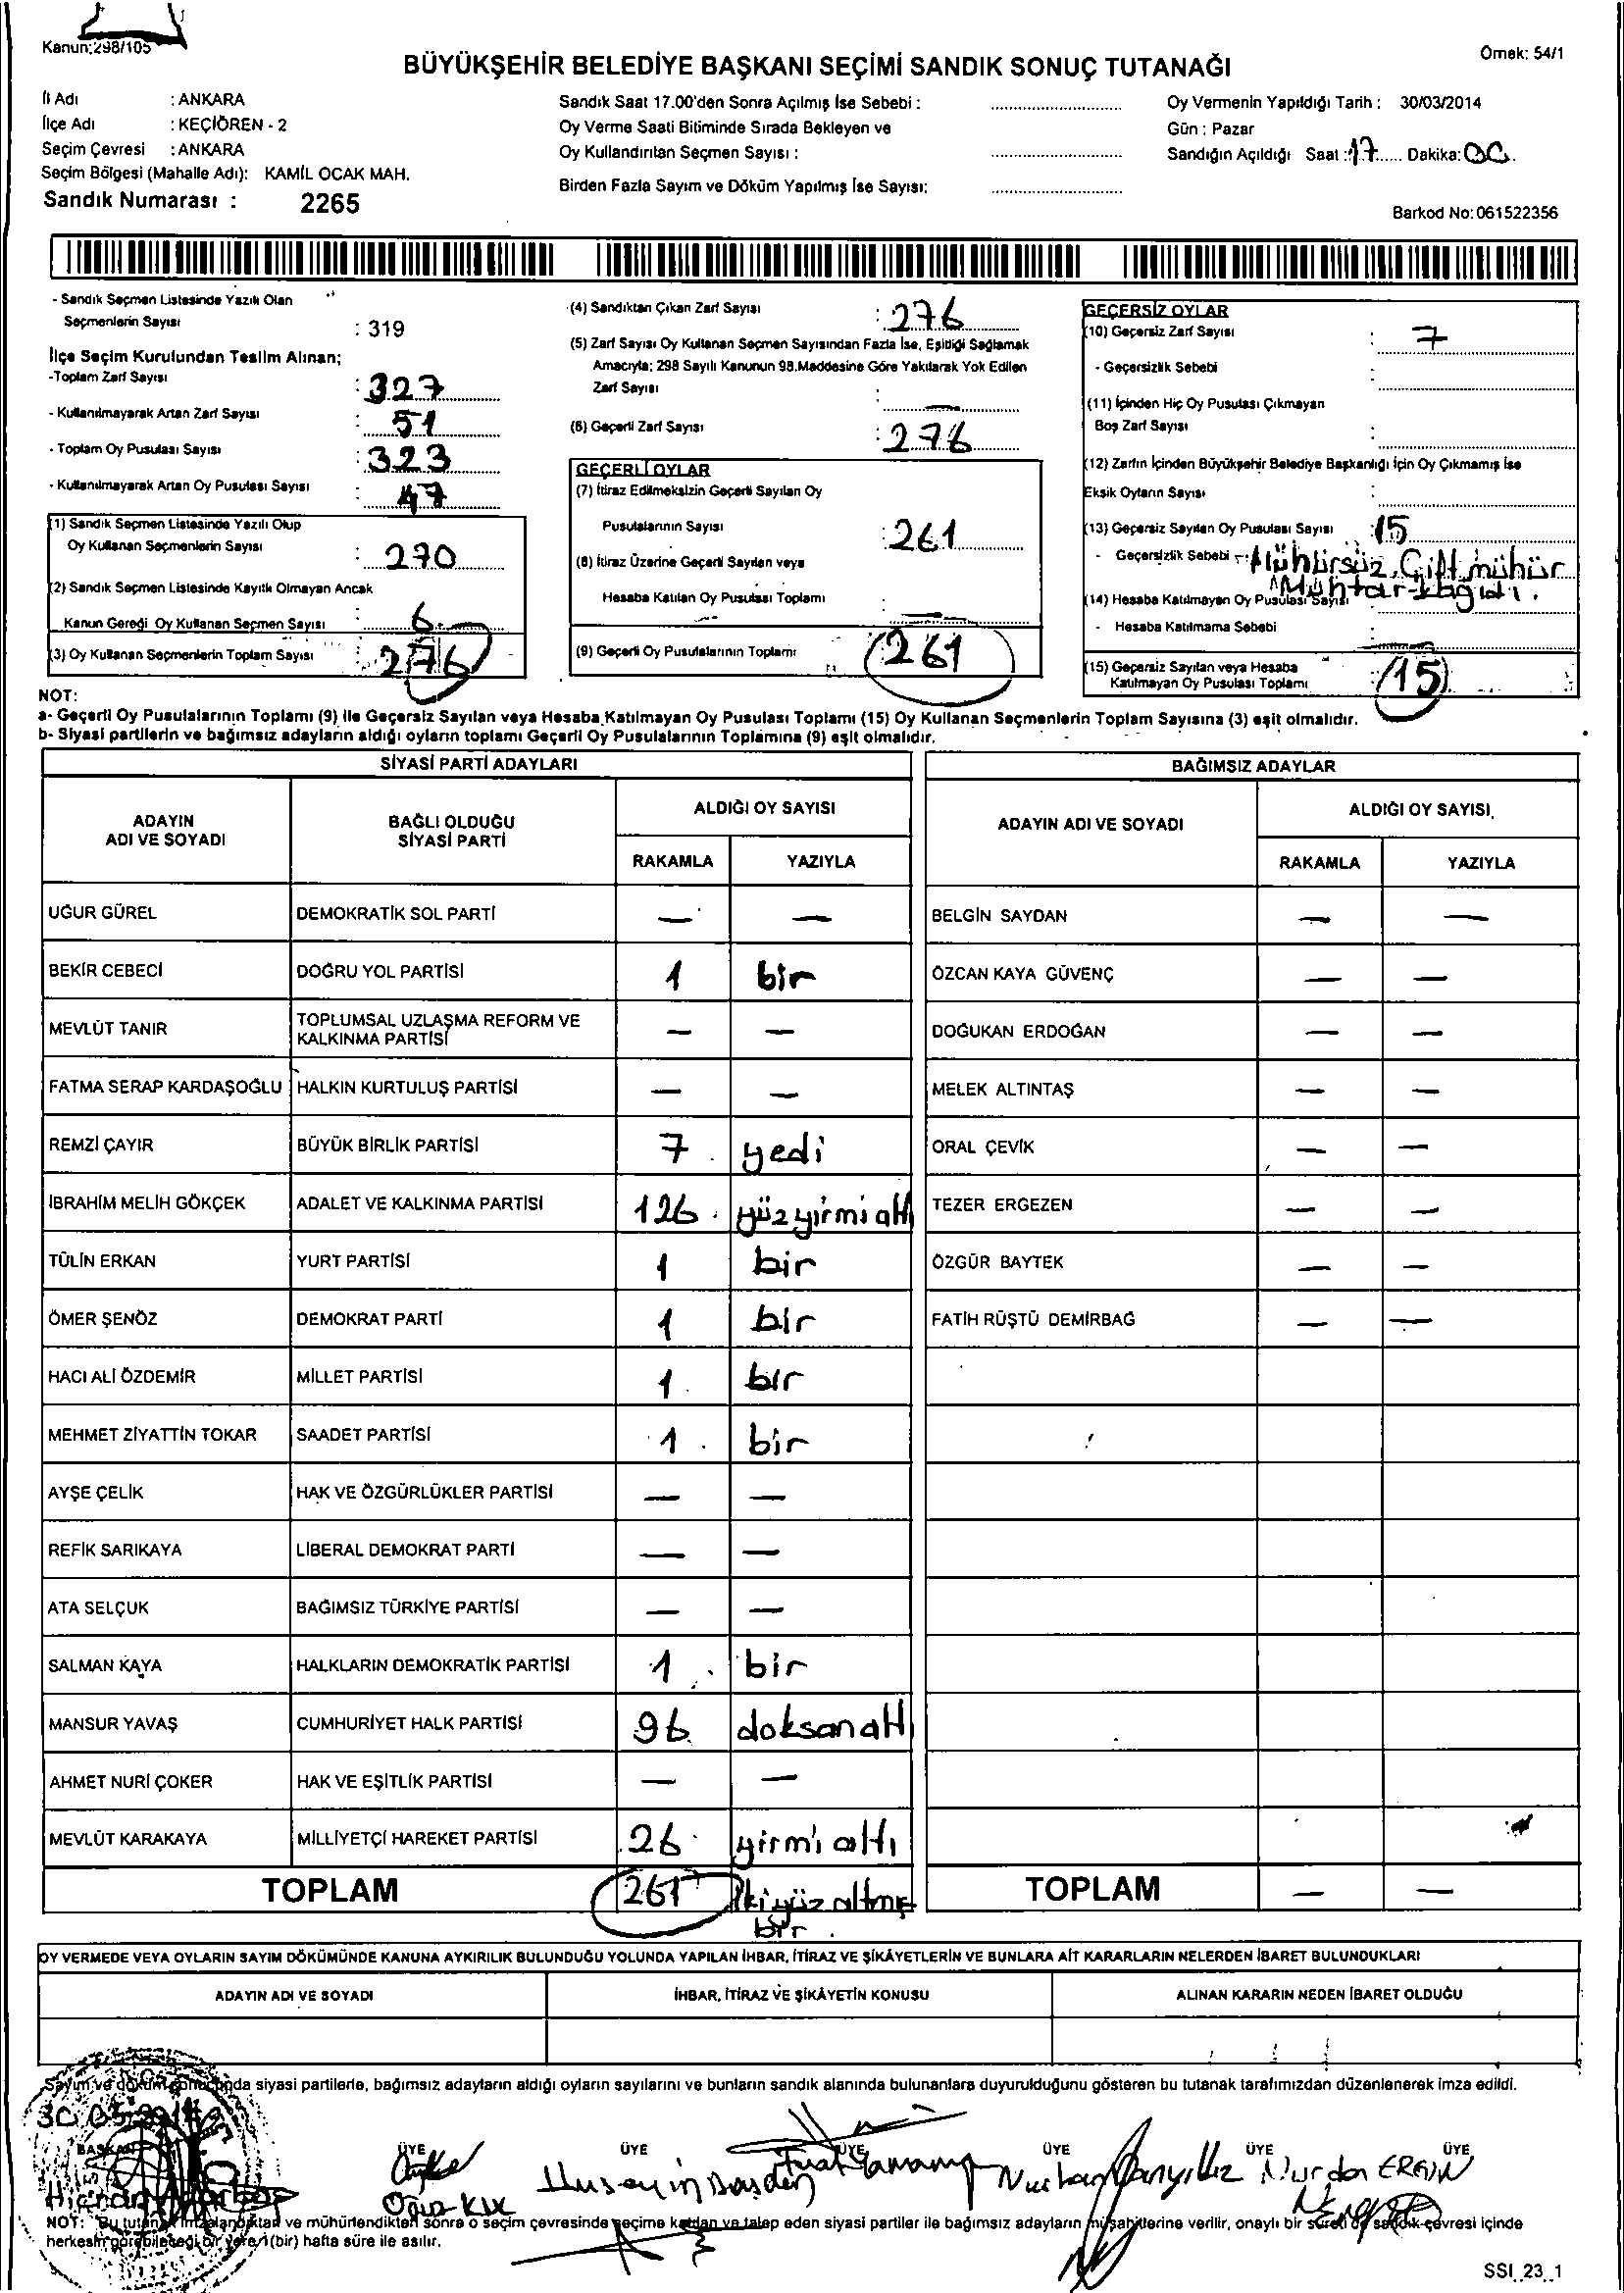 Kanun;298/105
Örnek: 54/1
BÜYÜKŞEHİR BELEDİYE BAŞKANI SEÇİMİ SANDIK SONUÇ TUTANAĞI
İl Adı : ANKARA
İlçe Adı : KEÇİÖREN - 2
Seçim Çevresi : ANKARA
Seçim Bölgesi (Mahalle Adı): KAMİL OCAK MAH.
Sandık Numarası : 2265
Sandık Saat 17.00'den Sonra Açılmış İse Sebebi :
Oy Verme Saati Bitiminde Sırada Bekleyen ve
Oy Kullandırılan Seçmen Sayısı :
Birden Fazla Sayım ve Döküm Yapılmış İse Sayısı:
Oy Vermenin Yapıldığı Tarih : 30/03/2014
Gün : Pazar
Sandığın Açıldığı Saat : 17 Dakika: 00
Barkod No: 061522356
- Sandık Seçmen Listesinde Yazılı Olan
Seçmenlerin Sayısı : 319
İlçe Seçim Kurulundan Teslim Alınan;
-Toplam Zarf Sayısı : 327
- Kullanılmayarak Artan Zarf Sayısı : 51
- Toplam Oy Pusulası Sayısı : 323
- Kullanılmayarak Artan Oy Pusulası Sayısı : 47
(1) Sandık Seçmen Listesinde Yazılı Olup
Oy Kullanan Seçmenlerin Sayısı : 270
(2) Sandık Seçmen Listesinde Kayıtlı Olmayan Ancak
Kanun Gereği Oy Kullanan Seçmen Sayısı : 6
(3) Oy Kullanan Seçmenlerin Toplam Sayısı : 276
(4) Sandıktan Çıkan Zarf Sayısı : 276
(5) Zarf Sayısı Oy Kullanan Seçmen Sayısından Fazla İse, Eşitliği Sağlamak
Amacıyla; 298 Sayılı Kanunun 98.Maddesine Göre Yakılarak Yok Edilen
Zarf Sayısı : —
(6) Geçerli Zarf Sayısı : 276
GEÇERLİ OYLAR
(7) İtiraz Edilmeksizin Geçerli Sayılan Oy
Pusulalarının Sayısı : 261
(8) İtiraz Üzerine Geçerli Sayılan veya
Hesaba Katılan Oy Pusulası Toplamı : —
(9) Geçerli Oy Pusulalarının Toplamı : 261
GEÇERSİZ OYLAR
(10) Geçersiz Zarf Sayısı : 7
- Geçersizlik Sebebi :
(11) İçinden Hiç Oy Pusulası Çıkmayan
Boş Zarf Sayısı :
(12) Zarfın İçinden Büyükşehir Belediye Başkanlığı İçin Oy Çıkmamış İse
Eksik Oyların Sayısı :
(13) Geçersiz Sayılan Oy Pusulası Sayısı : 15
- Geçersizlik Sebebi : Mühürsüz, Çift mühür
Muhtar kağıdı.
(14) Hesaba Katılmayan Oy Pusulası Sayısı
- Hesaba Katılmama Sebebi :
(15) Geçersiz Sayılan veya Hesaba
Katılmayan Oy Pusulası Toplamı : 15
NOT:
a- Geçerli Oy Pusulalarının Toplamı (9) ile Geçersiz Sayılan veya Hesaba Katılmayan Oy Pusulası Toplamı (15) Oy Kullanan Seçmenlerin Toplam Sayısına (3) eşit olmalıdır.
b- Siyasi partilerin ve bağımsız adayların aldığı oyların toplamı Geçerli Oy Pusulalarının Toplamına (9) eşit olmalıdır.
SİYASİ PARTİ ADAYLARI
ADAYIN ADI VE SOYADI BAĞLI OLDUĞU SİYASİ PARTİ ALDIĞI OY SAYISI
RAKAMLA YAZIYLA
UĞUR GÜREL DEMOKRATİK SOL PARTİ — —
BEKİR CEBECİ DOĞRU YOL PARTİSİ 1 bir
MEVLÜT TANIR TOPLUMSAL UZLAŞMA REFORM VE KALKINMA PARTİSİ — —
FATMA SERAP KARDAŞOĞLU HALKIN KURTULUŞ PARTİSİ — —
REMZİ ÇAYIR BÜYÜK BİRLİK PARTİSİ 7 yedi
İBRAHİM MELİH GÖKÇEK ADALET VE KALKINMA PARTİSİ 126 yüz yirmi altı
TÜLİN ERKAN YURT PARTİSİ 1 bir
ÖMER ŞENÖZ DEMOKRAT PARTİ 1 bir
HACI ALİ ÖZDEMİR MİLLET PARTİSİ 1 bir
MEHMET ZİYATTİN TOKAR SAADET PARTİSİ 1 bir
AYŞE ÇELİK HAK VE ÖZGÜRLÜKLER PARTİSİ — —
REFİK SARIKAYA LİBERAL DEMOKRAT PARTİ — —
ATA SELÇUK BAĞIMSIZ TÜRKİYE PARTİSİ — —
SALMAN KAYA HALKLARIN DEMOKRATİK PARTİSİ 1 bir
MANSUR YAVAŞ CUMHURİYET HALK PARTİSİ 96 doksan altı
AHMET NURİ ÇOKER HAK VE EŞİTLİK PARTİSİ — —
MEVLÜT KARAKAYA MİLLİYETÇİ HAREKET PARTİSİ 26 yirmi altı
TOPLAM 261 ikiyüz altmış
bir.
BAĞIMSIZ ADAYLAR
ADAYIN ADI VE SOYADI ALDIĞI OY SAYISI
RAKAMLA YAZIYLA
BELGİN SAYDAN — —
ÖZCAN KAYA GÜVENÇ — —
DOĞUKAN ERDOĞAN — —
MELEK ALTINTAŞ — —
ORAL ÇEVİK — —
TEZER ERGEZEN — —
ÖZGÜR BAYTEK — —
FATİH RÜŞTÜ DEMİRBAĞ — —
TOPLAM — —
OY VERMEDE VEYA OYLARIN SAYIM DÖKÜMÜNDE KANUNA AYKIRILIK BULUNDUĞU YOLUNDA YAPILAN İHBAR, İTİRAZ VE ŞİKÂYETLERİN VE BUNLARA AİT KARARLARIN NELERDEN İBARET BULUNDUKLARI
ADAYIN ADI VE SOYADI İHBAR, İTİRAZ VE ŞİKÂYETİN KONUSU ALINAN KARARIN NEDEN İBARET OLDUĞU
Sayım ve döküm sonucunda siyasi partilerle, bağımsız adayların aldığı oyların sayılarını ve bunların sandık alanında bulunanlara duyurulduğunu gösteren bu tutanak tarafımızdan düzenlenerek imza edildi.
BAŞKAN ÜYE ÜYE ÜYE ÜYE ÜYE ÜYE
Oğuz Huseyin Fuat Nurhan Nurdan ERGİN
NOT: Bu tutanak imzalandıktan ve mühürlendikten sonra o seçim çevresinde seçime katılan ve talep eden siyasi partiler ile bağımsız adayların müşahitlerine verilir, onaylı bir sureti de sandık çevresi içinde
herkesin görebileceği bir yere 1(bir) hafta süre ile asılır.
SSI_23_1